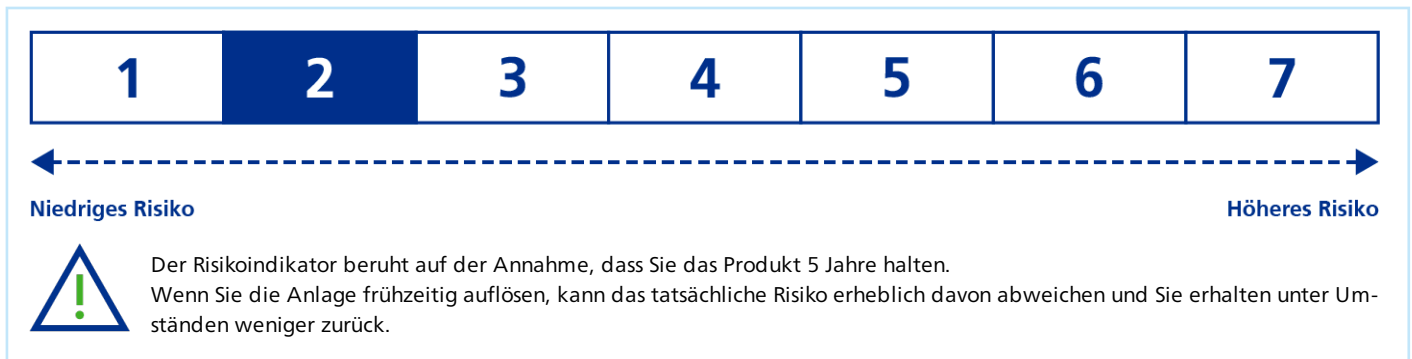 1 2 3 4 5 6 7
Niedriges Risiko Höheres Risiko
Der Risikoindikator beruht auf der Annahme, dass Sie das Produkt 5 Jahre halten.
Wenn Sie die Anlage frühzeitig auflösen, kann das tatsächliche Risiko erheblich davon abweichen und Sie erhalten unter Um-
ständen weniger zurück.